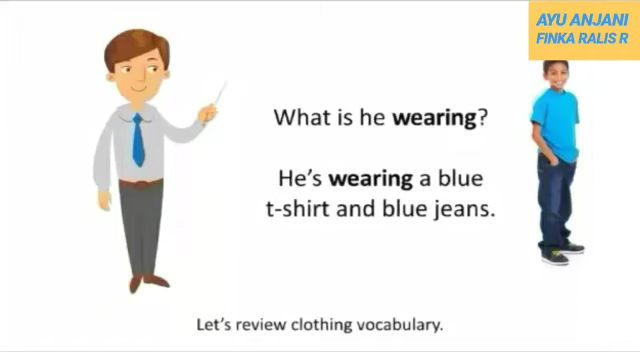 AYU ANJANI
FINKA RALIS R
What is he wearing?
He's wearing a blue
t-shirt and blue jeans.
Let's review clothing vocabulary.